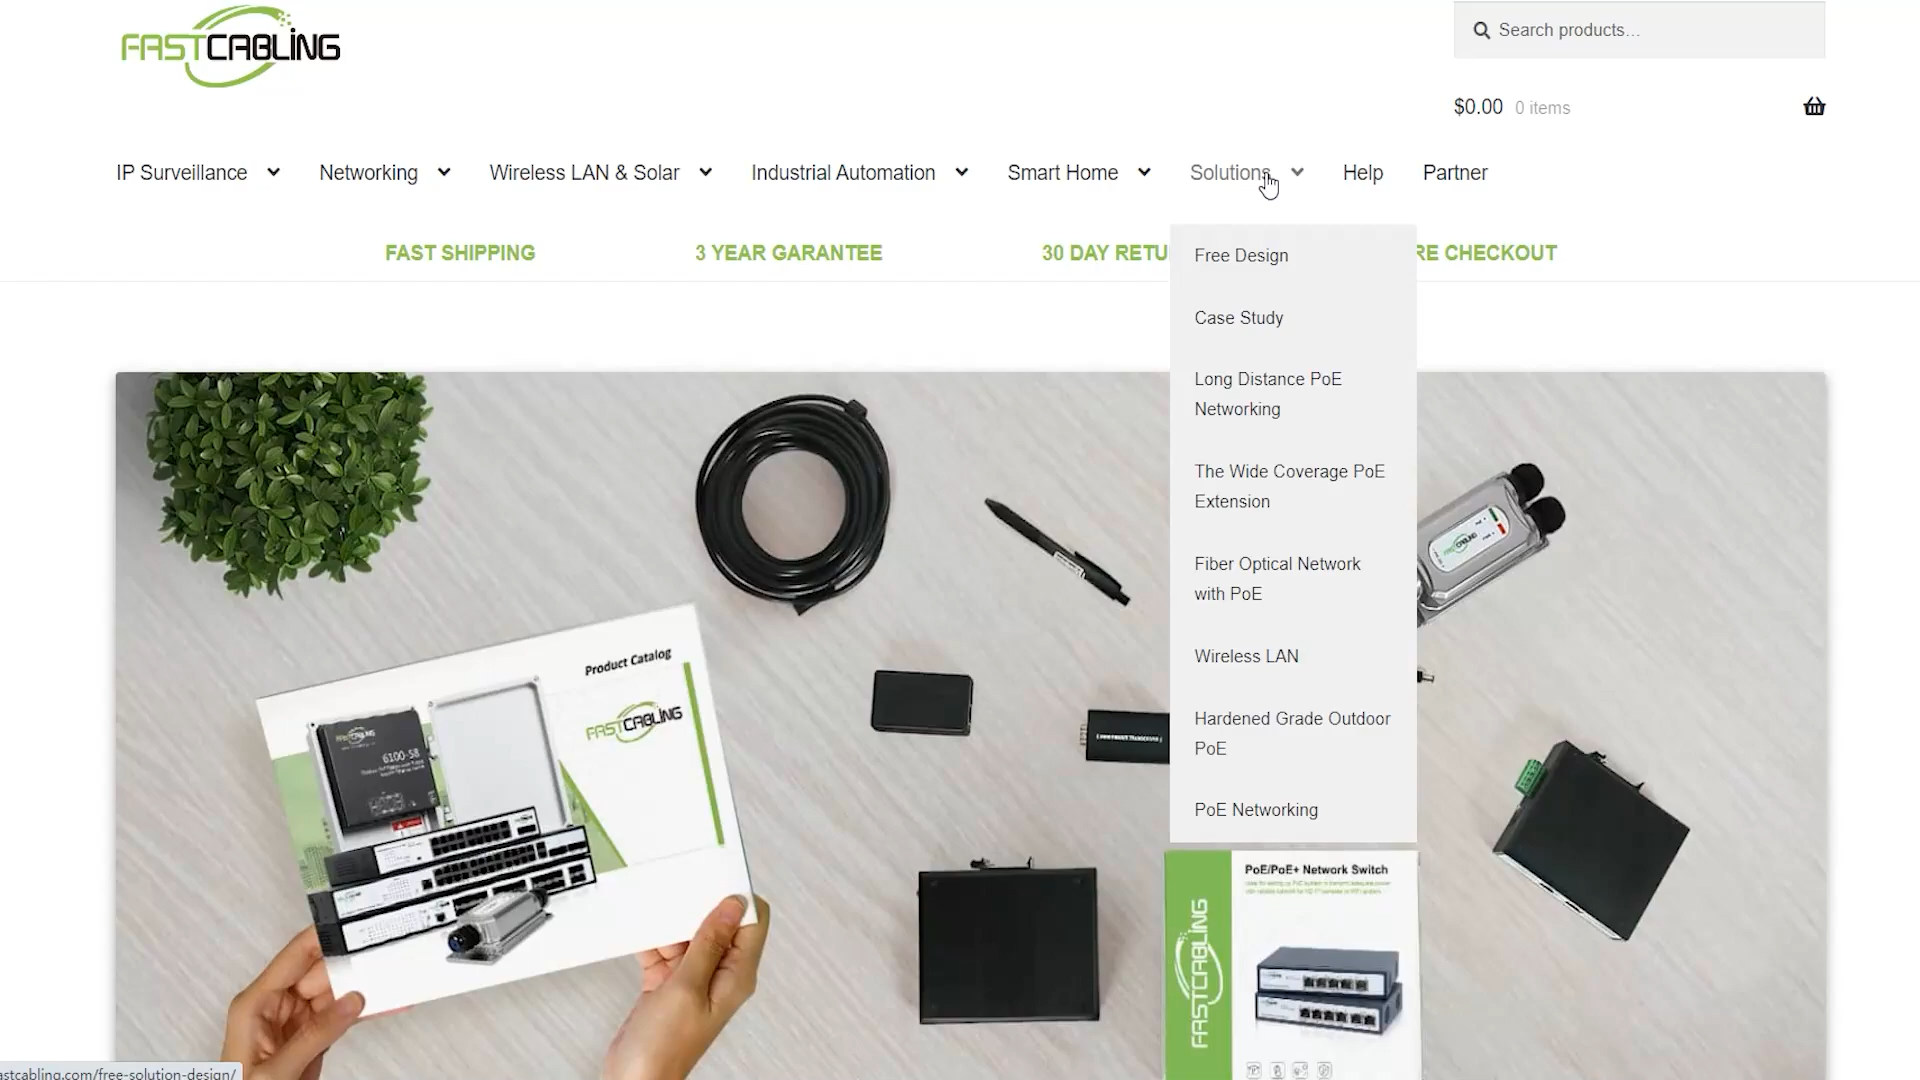 FASTCABLING
Search products…
$0.00 0 items
IP Surveillance Networking Wireless LAN & Solar Industrial Automation Smart Home Solutions Help Partner
FAST SHIPPING 3 YEAR GARANTEE 30 DAY RETU RE CHECKOUT
Free Design
Case Study
Long Distance PoE
Networking
The Wide Coverage PoE
Extension
Fiber Optical Network
with PoE
Wireless LAN
Hardened Grade Outdoor
PoE
PoE Networking
Product Catalog
FASTCABLING
FASTCABLING
6100-58
PoE/PoE+ Network Switch
FASTCABLING
astcabling.com/free-solution-design/